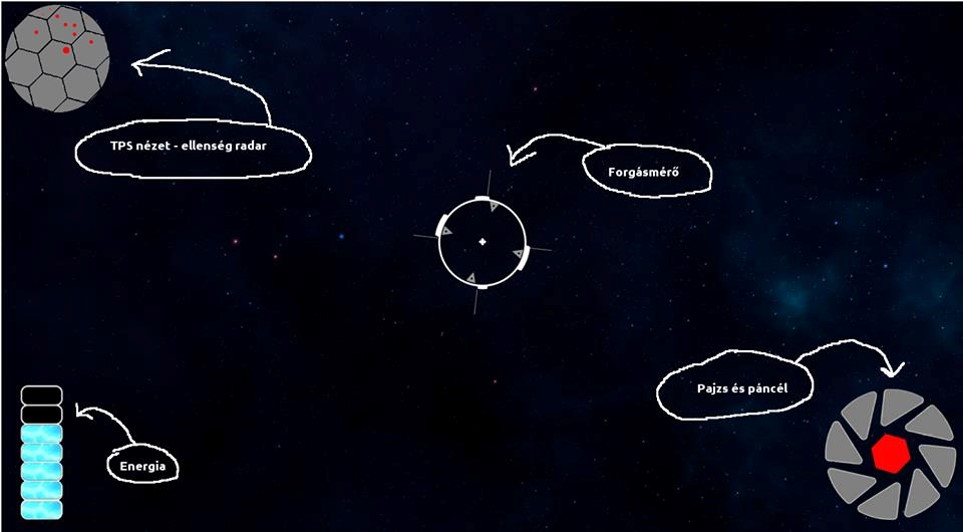 TPS nézet - ellenség radar
Forgásmérő
Pajzs és páncél
Energia